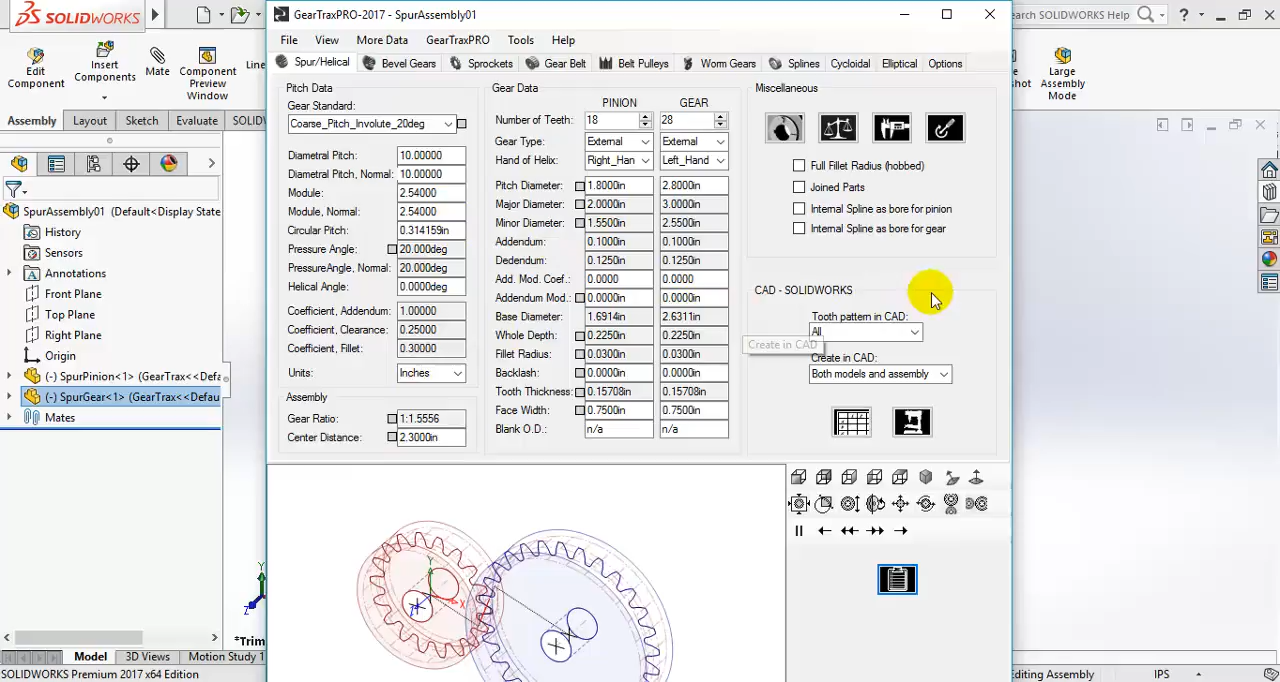 SOLIDWORKS
GearTraxPRO-2017 - SpurAssembly01
earch SOLIDWORKS Help
?
Edit
Component
Insert
Components
Mate
Component
Preview
Window
Line
File
View
More Data
GearTraxPRO
Tools
Help
Spur/Helical
Bevel Gears
Sprockets
Gear Belt
Belt Pulleys
Worm Gears
Splines
Cycloidal
Elliptical
Options
Large
Assembly
Mode
Assembly
Layout
Sketch
Evaluate
SOLID
SpurAssembly01 (Default<Display State
History
Sensors
Annotations
Front Plane
Top Plane
Right Plane
Origin
(-) SpurPinion<1> (GearTrax<<Defa
(-) SpurGear<1> (GearTrax<<Defau
Mates
Pitch Data
Gear Standard:
Coarse_Pitch_Involute_20deg
Diametral Pitch: 10.00000
Diametral Pitch, Normal: 10.00000
Module: 2.54000
Module, Normal: 2.54000
Circular Pitch: 0.314159in
Pressure Angle: 20.000deg
PressureAngle, Normal: 20.000deg
Helical Angle: 0.0000deg
Coefficient, Addendum: 1.00000
Coefficient, Clearance: 0.25000
Coefficient, Fillet: 0.30000
Units: Inches
Assembly
Gear Ratio: 1:1.5556
Center Distance: 2.3000in
Gear Data
PINION GEAR
Number of Teeth: 18 28
Gear Type: External External
Hand of Helix: Right_Han Left_Hand
Pitch Diameter: 1.8000in 2.8000in
Major Diameter: 2.0000in 3.0000in
Minor Diameter: 1.5500in 2.5500in
Addendum: 0.1000in 0.1000in
Dedendum: 0.1250in 0.1250in
Add. Mod. Coef.: 0.0000 0.0000
Addendum Mod.: 0.0000in 0.0000in
Base Diameter: 1.6914in 2.6311in
Whole Depth: 0.2250in 0.2250in
Fillet Radius: 0.0300in 0.0300in
Backlash: 0.0000in 0.0000in
Tooth Thickness: 0.15708in 0.15708in
Face Width: 0.7500in 0.7500in
Blank O.D.: n/a n/a
Miscellaneous
Full Fillet Radius (hobbed)
Joined Parts
Internal Spline as bore for pinion
Internal Spline as bore for gear
CAD - SOLIDWORKS
Tooth pattern in CAD:
All
Create in CAD
Create in CAD:
Both models and assembly
Y
X
Z
Y
*Trim
Model
3D Views
Motion Study 1
SOLIDWORKS Premium 2017 x64 Edition
Editing Assembly
IPS